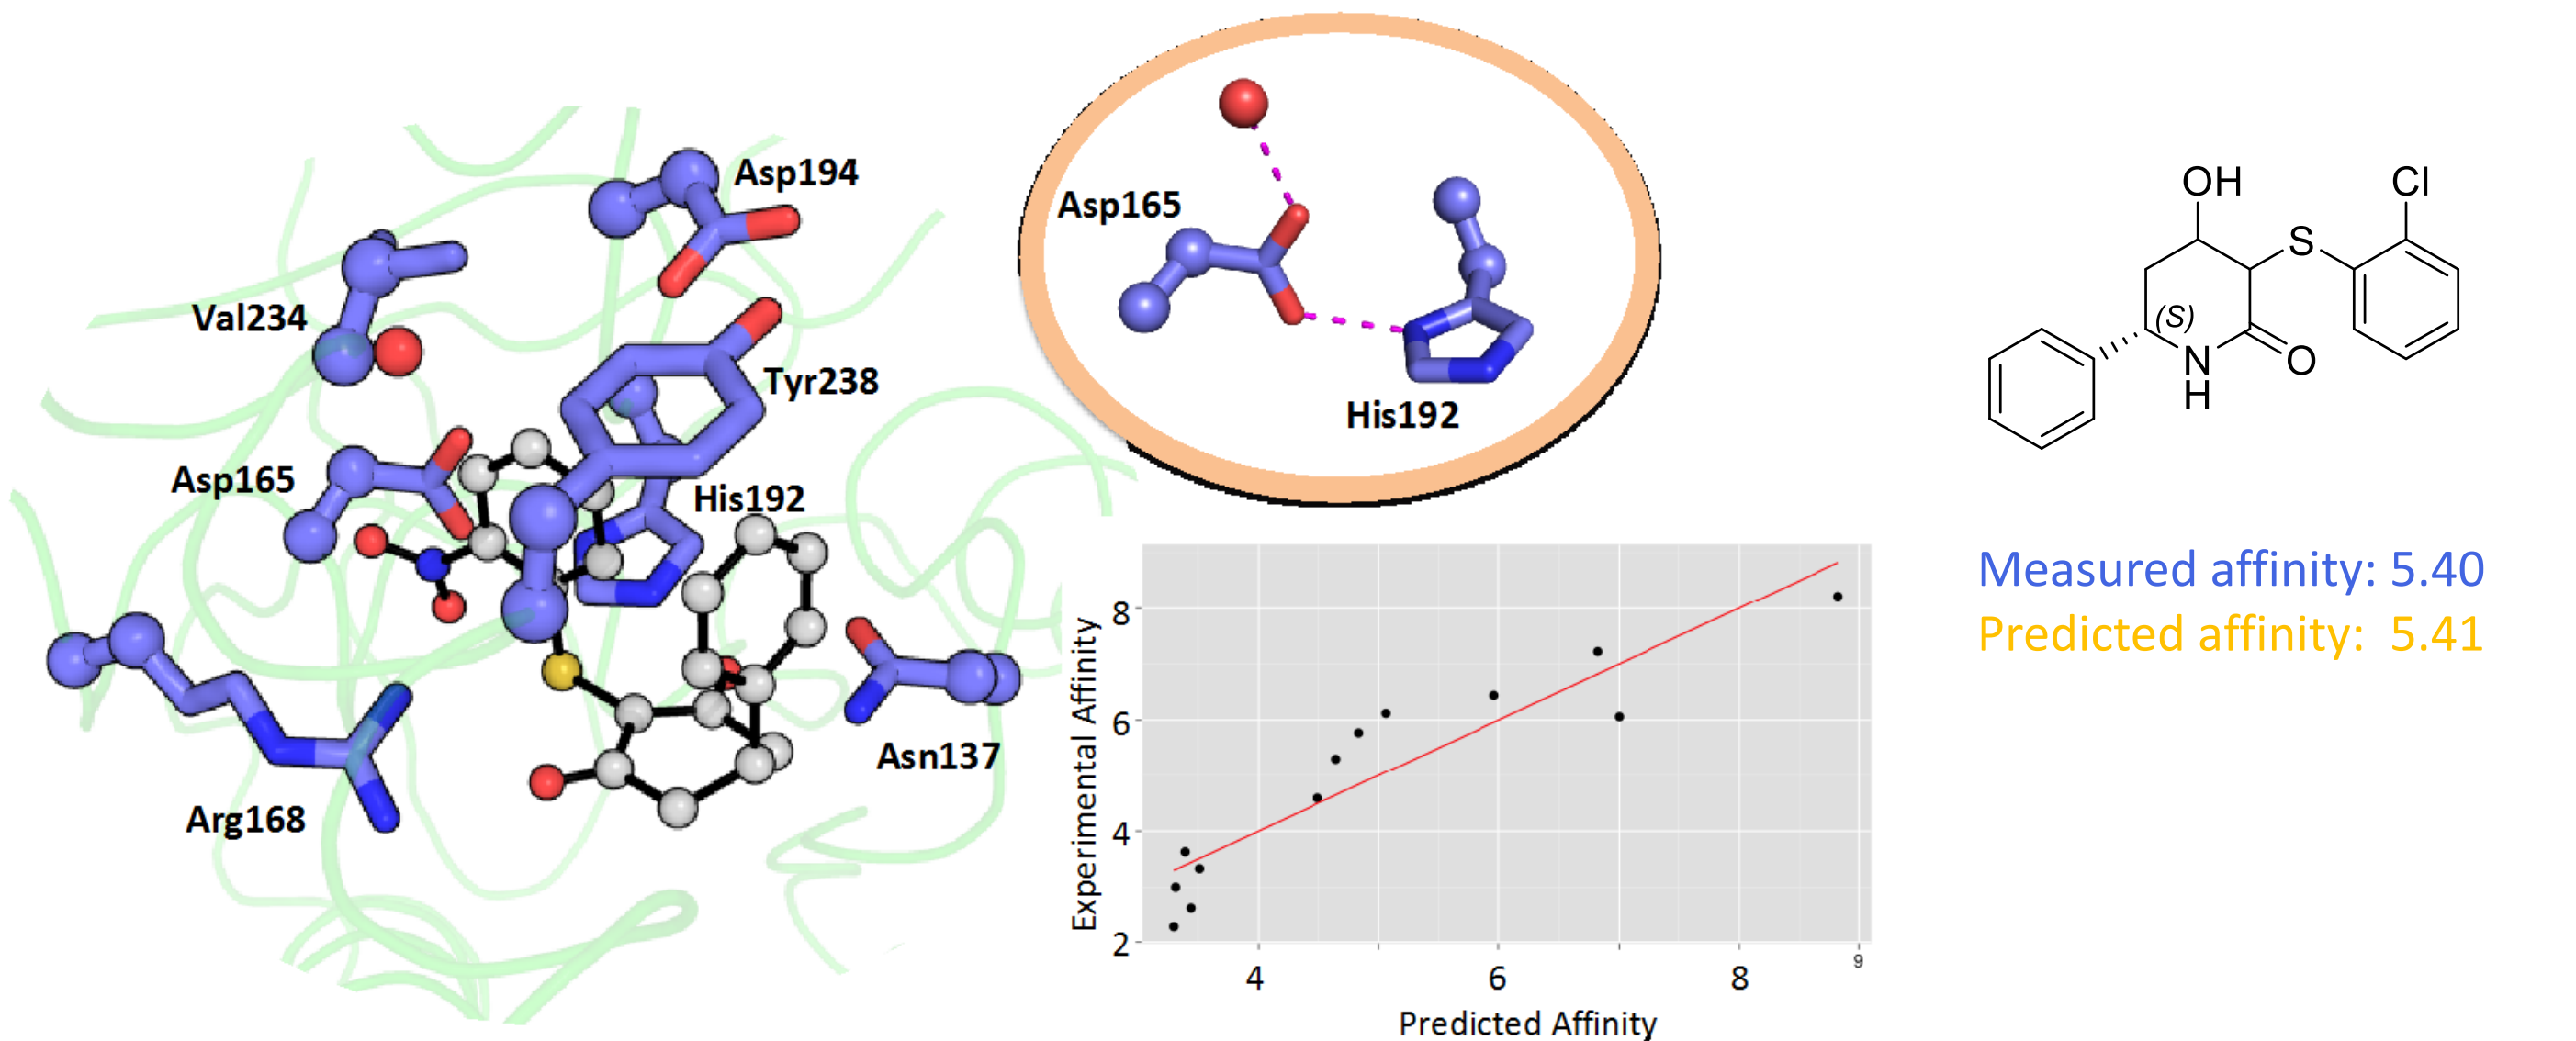 Asp194
Val234
Tyr238
Asp165
His192
Arg168
Asn137
Asp165
His192
Experimental Affinity
8
6
4
2
4
6
8
9
Predicted Affinity
OH
Cl
S
(S)
N
H
O
Measured affinity: 5.40
Predicted affinity: 5.41